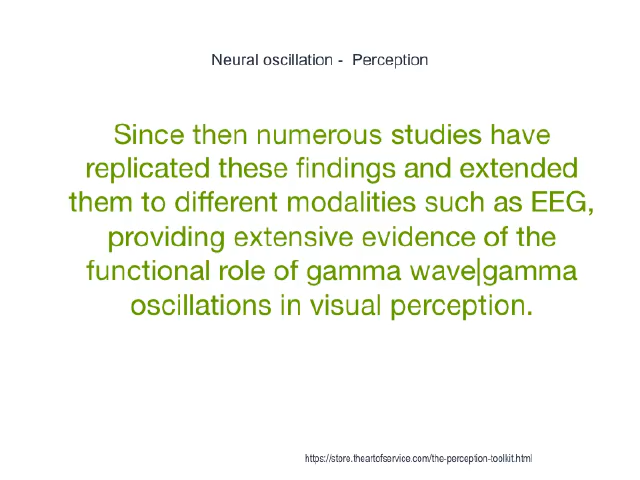 Neural oscillation -  Perception
Since then numerous studies have
replicated these findings and extended
them to different modalities such as EEG,
providing extensive evidence of the
functional role of gamma wave|gamma
oscillations in visual perception.
https://store.theartofservice.com/the-perception-toolkit.html